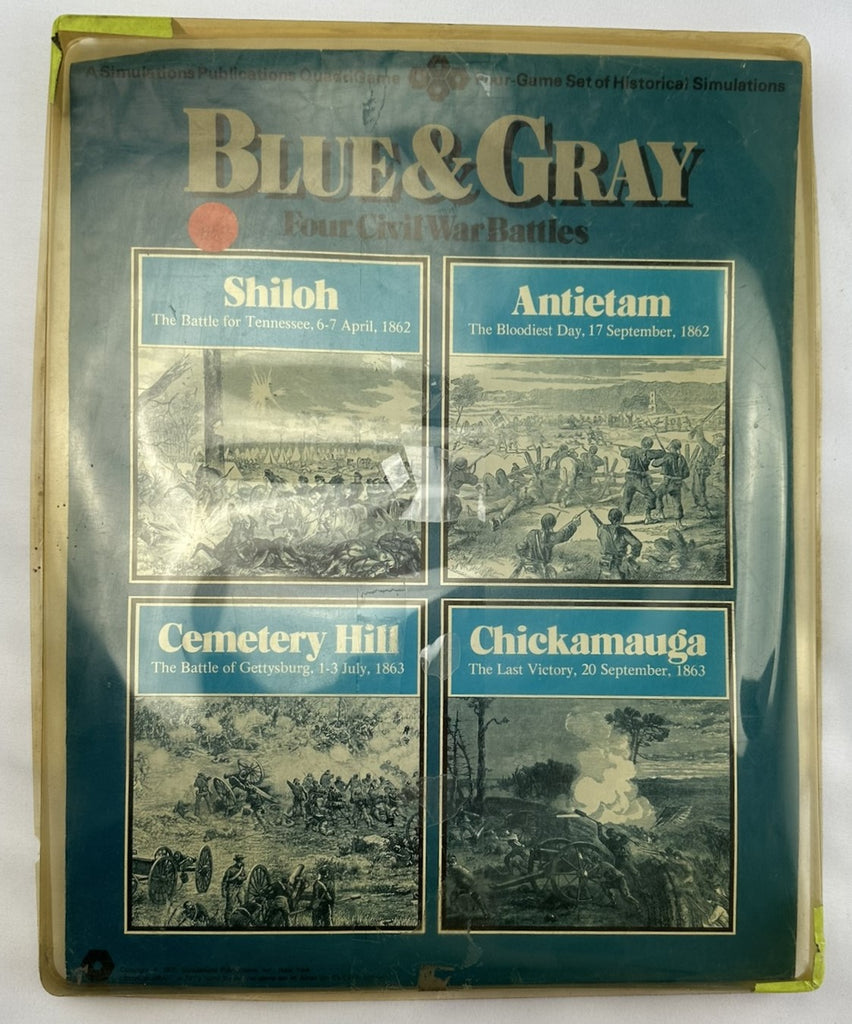 A Simulations Publications QuadriGame
Four-Game Set of Historical Simulations
BLUE & GRAY
Four Civil War Battles
Shiloh
The Battle for Tennessee, 6-7 April, 1862
Antietam
The Bloodiest Day, 17 September, 1862
Cemetery Hill
The Battle of Gettysburg, 1-3 July, 1863
Chickamauga
The Last Victory, 20 September, 1863